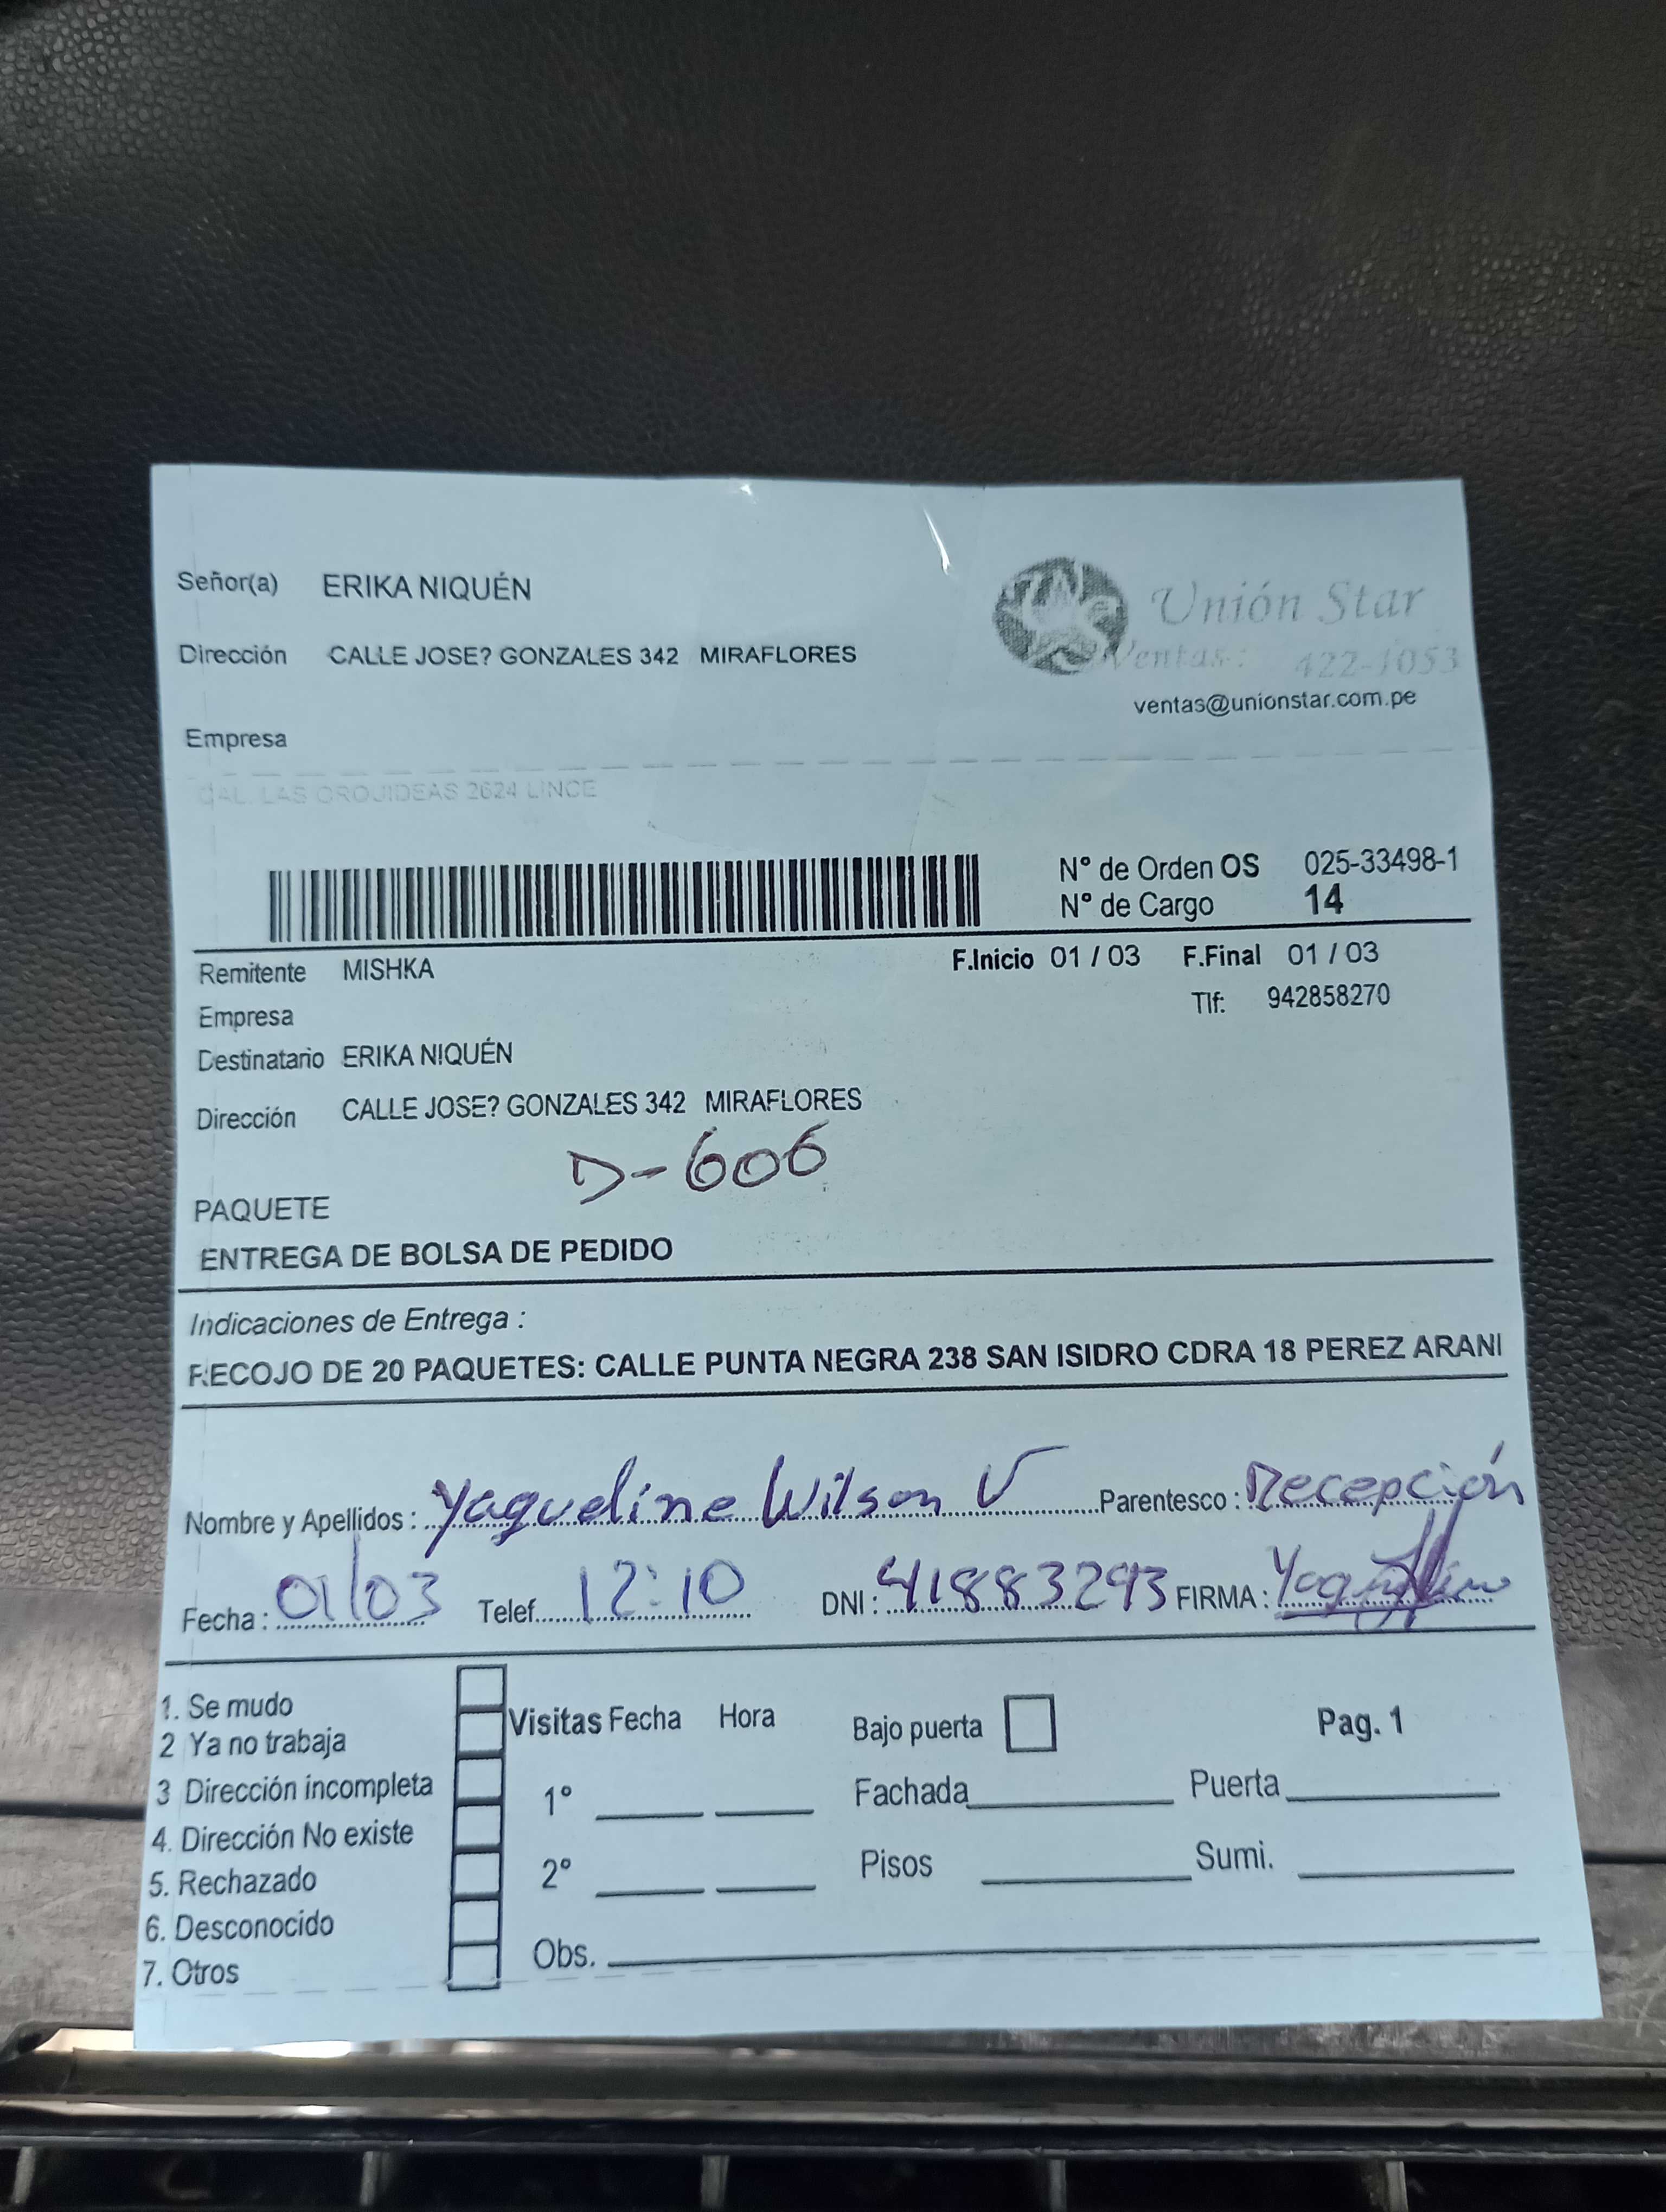 Señor(a) ERIKA NIQUÉN
Unión Star
Dirección CALLE JOSE? GONZALES 342 MIRAFLORES
Ventas: 422-1053
ventas@unionstar.com.pe
Empresa
CAL. LAS ORQUIDEAS 2624 LINCE
N° de Orden OS 025-33498-1
N° de Cargo 14
Remitente MISHKA F.Inicio 01 / 03 F.Final 01 / 03
Empresa Tlf: 942858270
Destinatario ERIKA NIQUÉN
Dirección CALLE JOSE? GONZALES 342 MIRAFLORES
D-606
PAQUETE
ENTREGA DE BOLSA DE PEDIDO
Indicaciones de Entrega :
RECOJO DE 20 PAQUETES: CALLE PUNTA NEGRA 238 SAN ISIDRO CDRA 18 PEREZ ARANI
Nombre y Apellidos : Yaqueline Wilson V Parentesco : Recepción
Fecha : 01/03 Telef. 12:10 DNI : 41883293 FIRMA :
1. Se mudo
2 Ya no trabaja
3 Dirección incompleta
4. Dirección No existe
5. Rechazado
6. Desconocido
7. Otros
Visitas Fecha Hora
1°
2°
Obs.
Bajo puerta
Pag. 1
Fachada Puerta
Pisos Sumi.